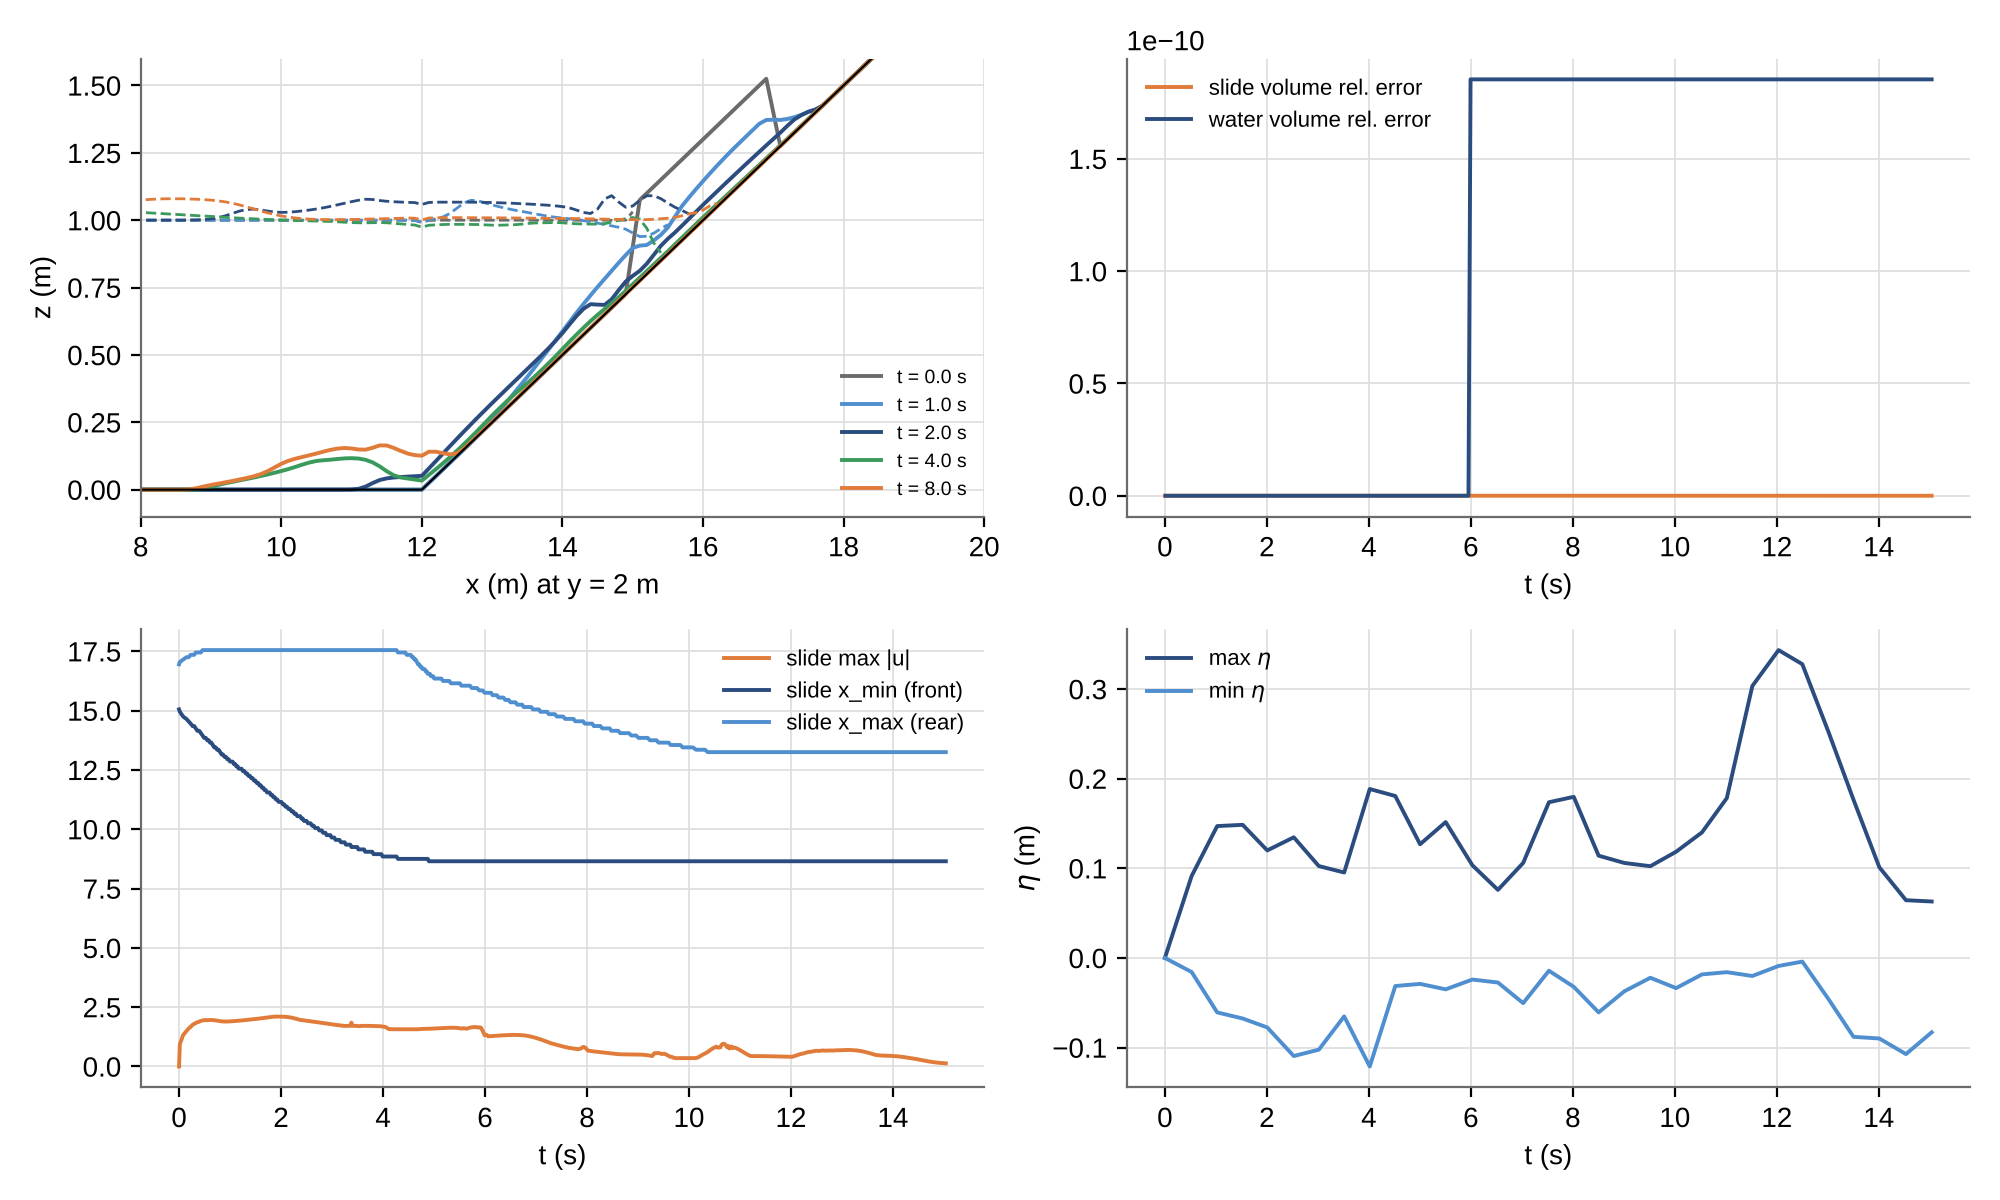 1.50
1.25
1.00
0.75
0.50
0.25
0.00
z (m)
8 10 12 14 16 18 20
x (m) at y = 2 m
t = 0.0 s
t = 1.0 s
t = 2.0 s
t = 4.0 s
t = 8.0 s
1e−10
slide volume rel. error
water volume rel. error
1.5
1.0
0.5
0.0
0 2 4 6 8 10 12 14
t (s)
17.5
15.0
12.5
10.0
7.5
5.0
2.5
0.0
slide max |u|
slide x_min (front)
slide x_max (rear)
0 2 4 6 8 10 12 14
t (s)
max η
min η
0.3
0.2
0.1
0.0
−0.1
η (m)
0 2 4 6 8 10 12 14
t (s)